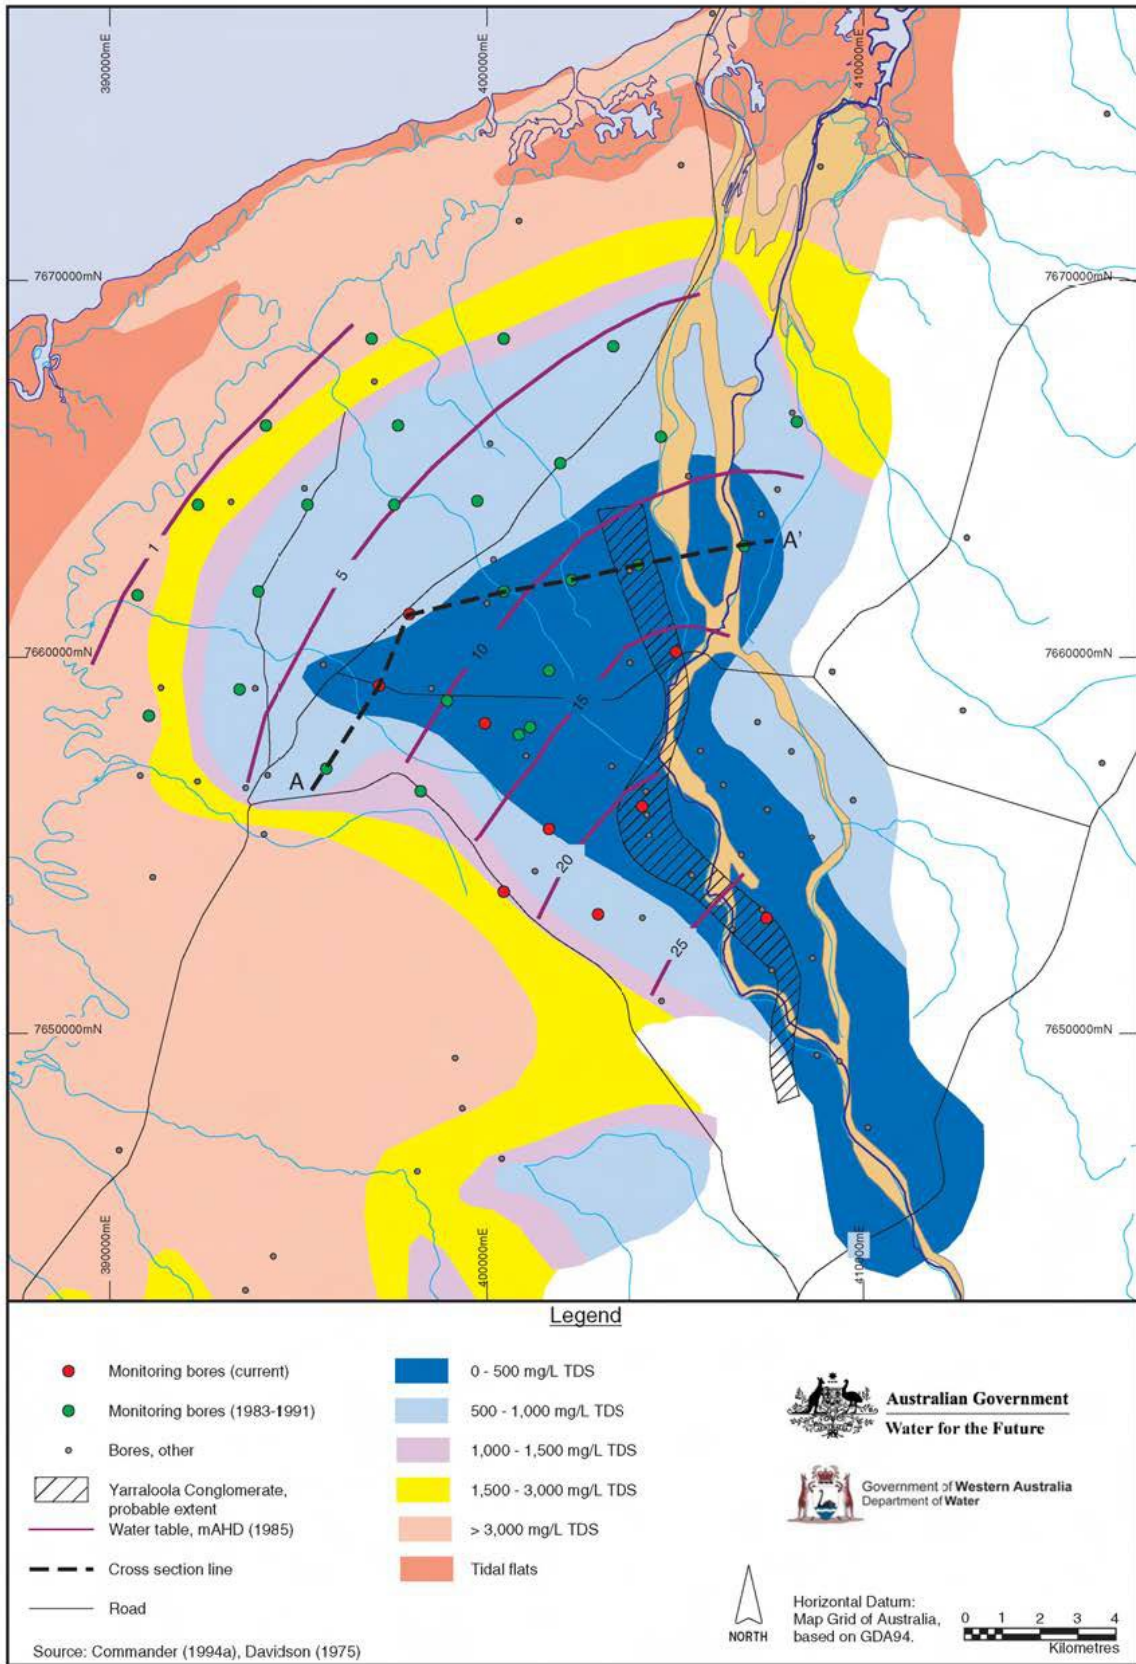 390000mE
400000mE
410000mE
7670000mN
7670000mN
1
5
A'
10
7660000mN
7660000mN
15
A
20
25
7650000mN
7650000mN
390000mE
400000mE
410000mE
Legend
Monitoring bores (current)
Monitoring bores (1983-1991)
Bores, other
Yarraloola Conglomerate,
probable extent
Water table, mAHD (1985)
Cross section line
Road
0 - 500 mg/L TDS
500 - 1,000 mg/L TDS
1,000 - 1,500 mg/L TDS
1,500 - 3,000 mg/L TDS
> 3,000 mg/L TDS
Tidal flats
Australian Government
Water for the Future
Government of Western Australia
Department of Water
NORTH
Horizontal Datum:
Map Grid of Australia,
based on GDA94.
0 1 2 3 4
Kilometres
Source: Commander (1994a), Davidson (1975)